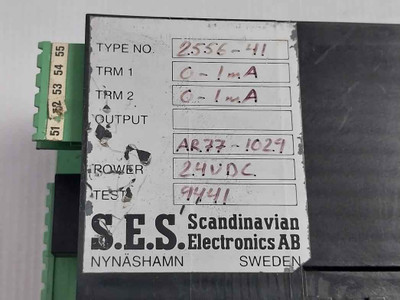 51 52 53 54 55
TYPE NO. 2556-41
TRM 1 0-1mA
TRM 2 0-1mA
OUTPUT
AR77-1029
POWER 24VDC
TEST 9441
S.E.S. Scandinavian
Electronics AB
NYNÄSHAMN SWEDEN